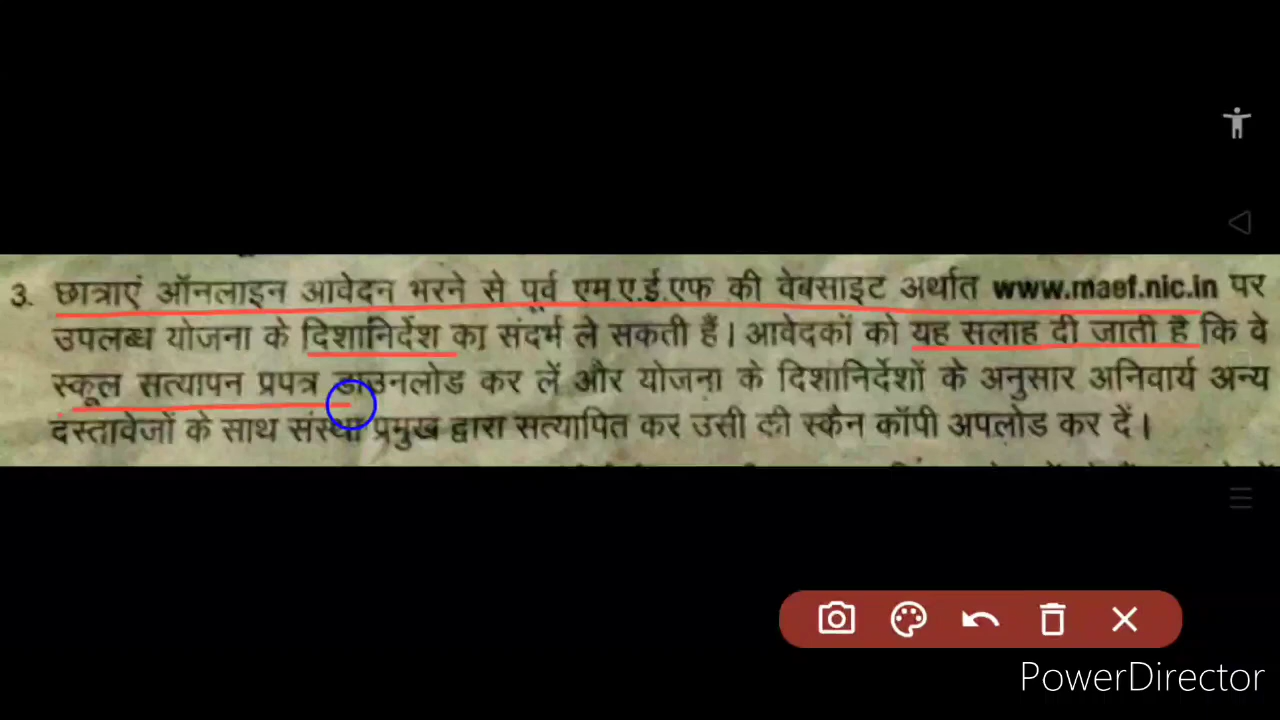 3. छात्राएं ऑनलाइन आवेदन भरने से पूर्व एम.ए.ई.एफ की वेबसाइट अर्थात www.maef.nic.in पर
उपलब्ध योजना के दिशानिर्देश का संदर्भ ले सकती हैं। आवेदकों को यह सलाह दी जाती है कि वे
स्कूल सत्यापन प्रपत्र डाउनलोड कर लें और योजना के दिशानिर्देशों के अनुसार अनिवार्य अन्य
दस्तावेजों के साथ संस्था प्रमुख द्वारा सत्यापित कर उसी की स्कैन कॉपी अपलोड कर दें।
PowerDirector